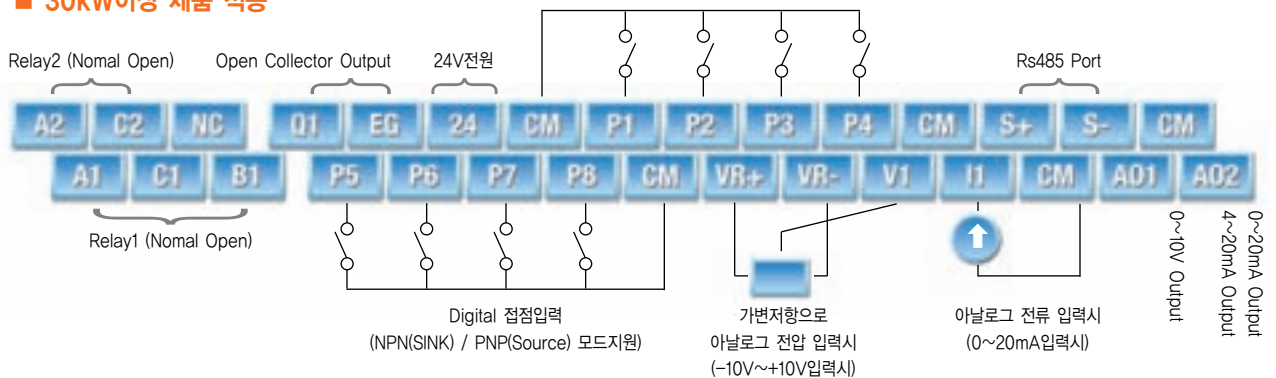 ■ 30kW이상 제품 적용
Relay2 (Nomal Open) Open Collector Output 24V전원 Rs485 Port
A2 C2 NC Q1 EG 24 CM P1 P2 P3 P4 CM S+ S- CM
A1 C1 B1 P5 P6 P7 P8 CM VR+ VR- V1 I1 CM AO1 AO2
Relay1 (Nomal Open)
Digital 접점입력
(NPN(SINK) / PNP(Source) 모드지원)
가변저항으로
아날로그 전압 입력시
(-10V~+10V입력시)
아날로그 전류 입력시
(0~20mA입력시)
0~10V Output
0~20mA Output
4~20mA Output